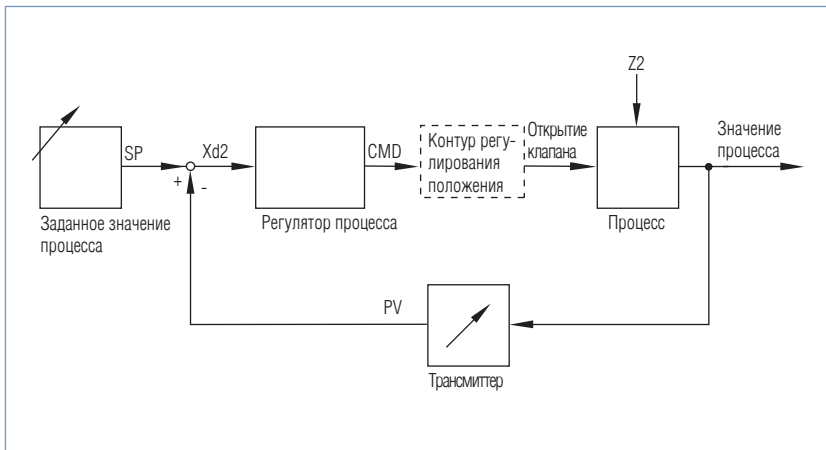 Z2
SP
Xd2
CMD
Контур регу-
лирования
положения
Открытие
клапана
Значение
процесса
+
-
Заданное значение
процесса
Регулятор процесса
Процесс
PV
Трансмиттер